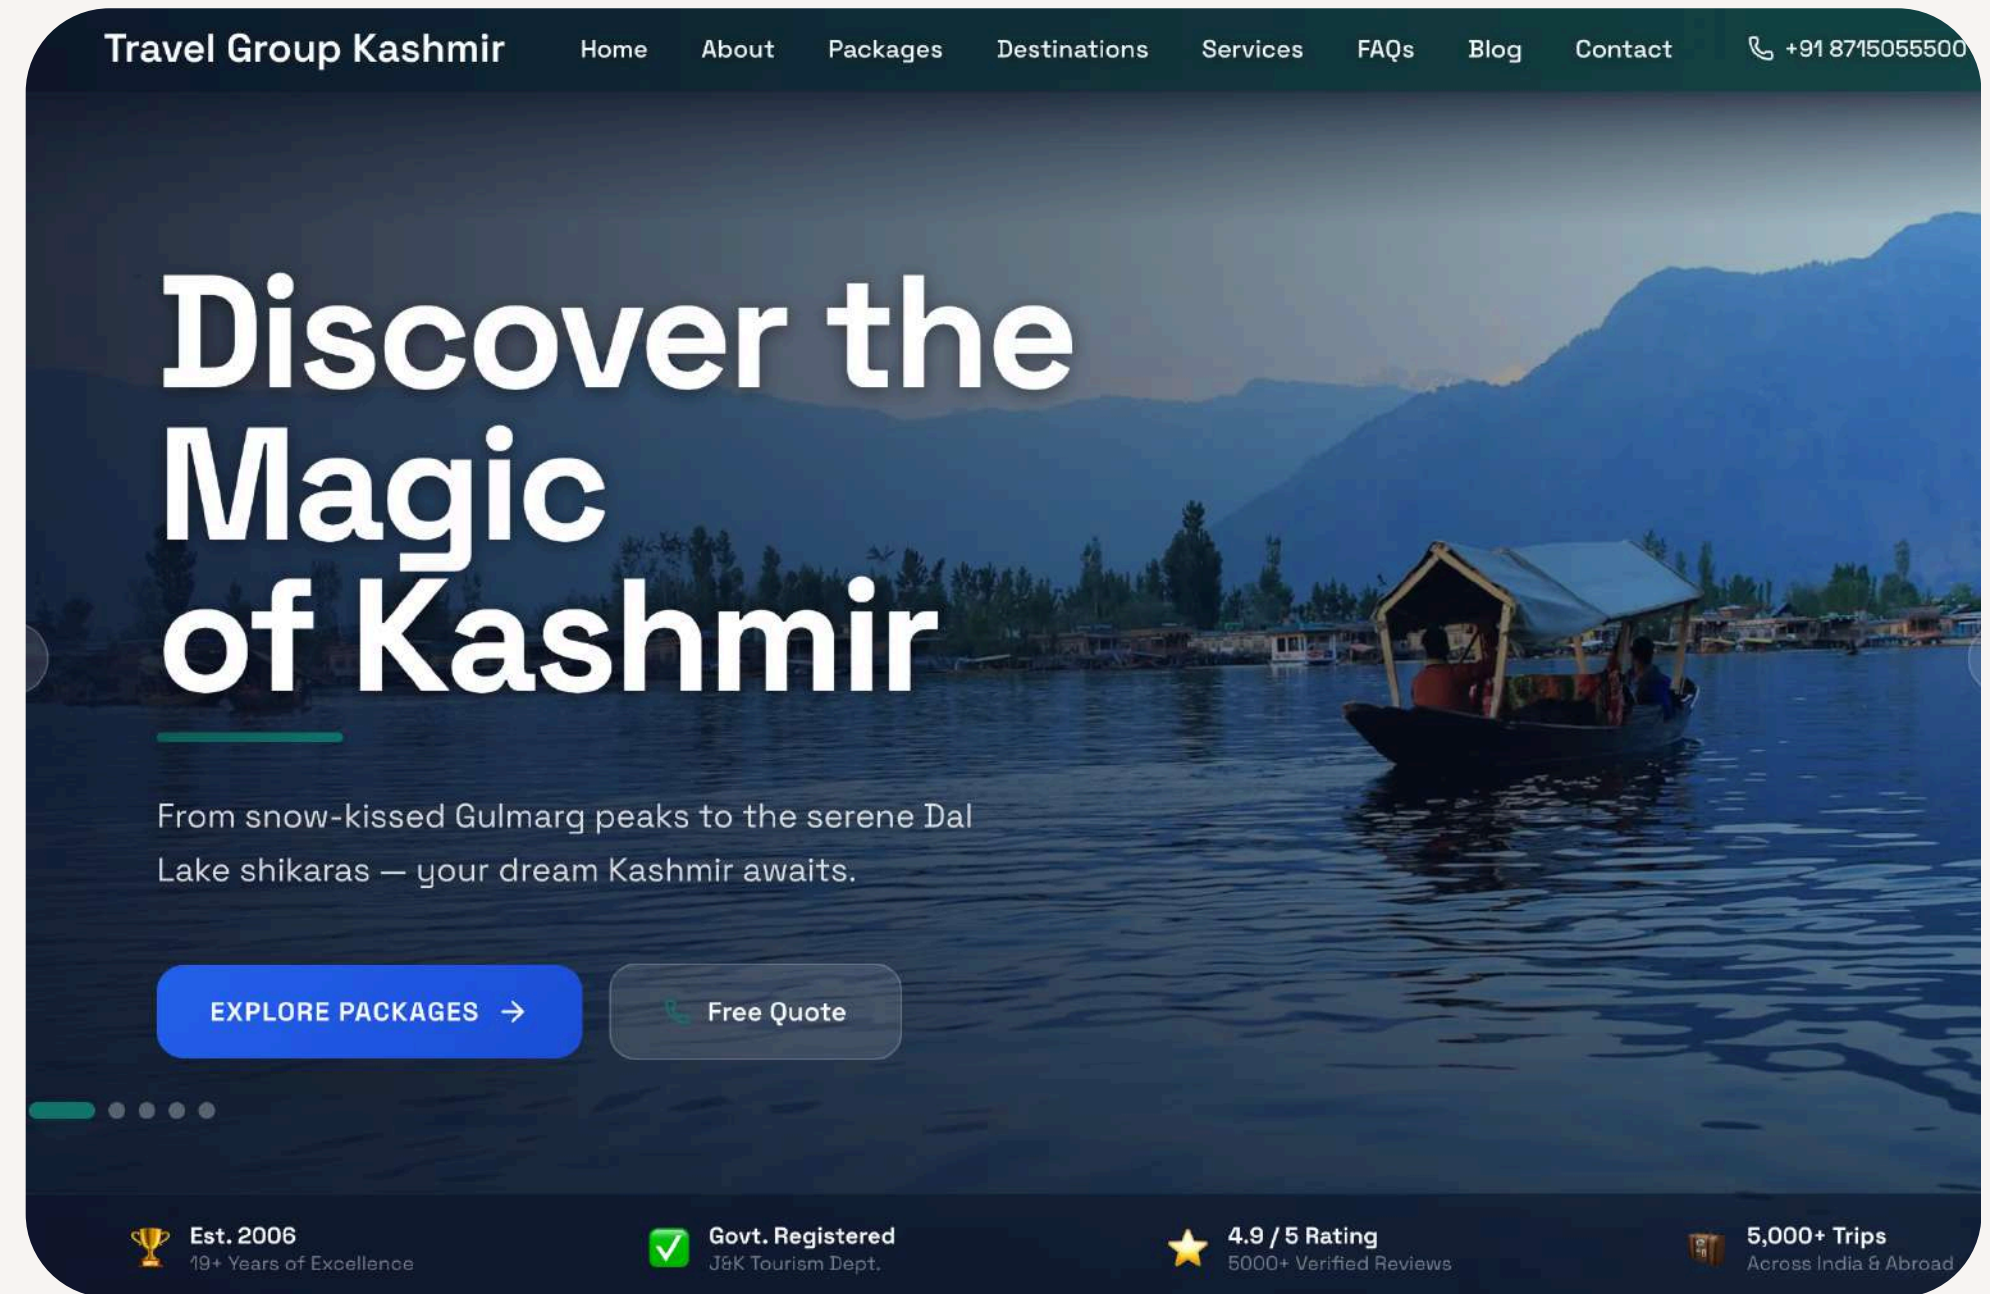 Travel Group Kashmir
Home
About
Packages
Destinations
Services
FAQs
Blog
Contact
+91 8715055500
Discover the
Magic
of Kashmir
From snow-kissed Gulmarg peaks to the serene Dal
Lake shikaras — your dream Kashmir awaits.
EXPLORE PACKAGES →
Free Quote
Est. 2006
19+ Years of Excellence
Govt. Registered
J&K Tourism Dept.
4.9 / 5 Rating
5000+ Verified Reviews
5,000+ Trips
Across India & Abroad